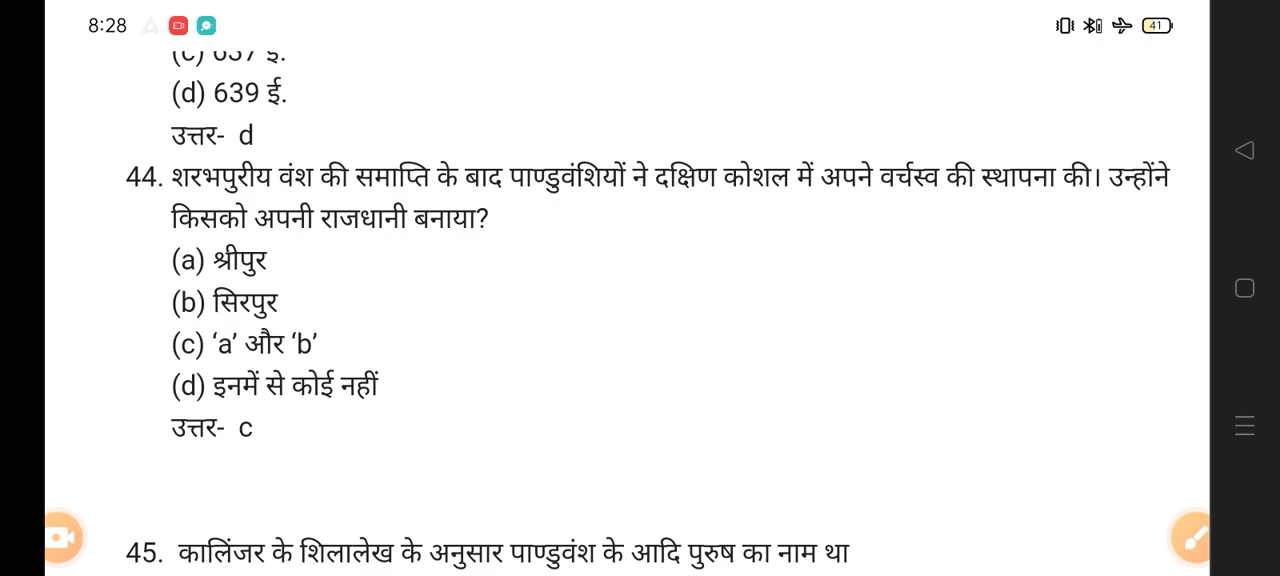 8:28
41
(d) 639 ई.
उत्तर- d
44. शरभपुरीय वंश की समाप्ति के बाद पाण्डुवंशियों ने दक्षिण कोशल में अपने वर्चस्व की स्थापना की। उन्होंने
किसको अपनी राजधानी बनाया?
(a) श्रीपुर
(b) सिरपुर
(c) ‘a’ और ‘b’
(d) इनमें से कोई नहीं
उत्तर- c
45. कालिंजर के शिलालेख के अनुसार पाण्डुवंश के आदि पुरुष का नाम था